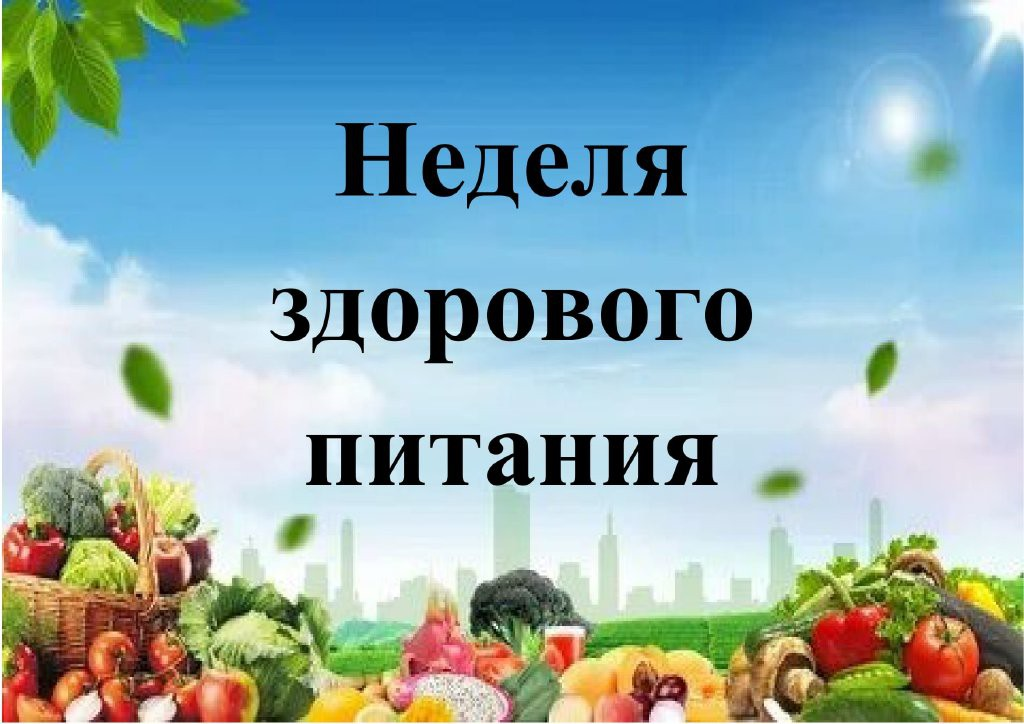 Неделя
здорового
питания